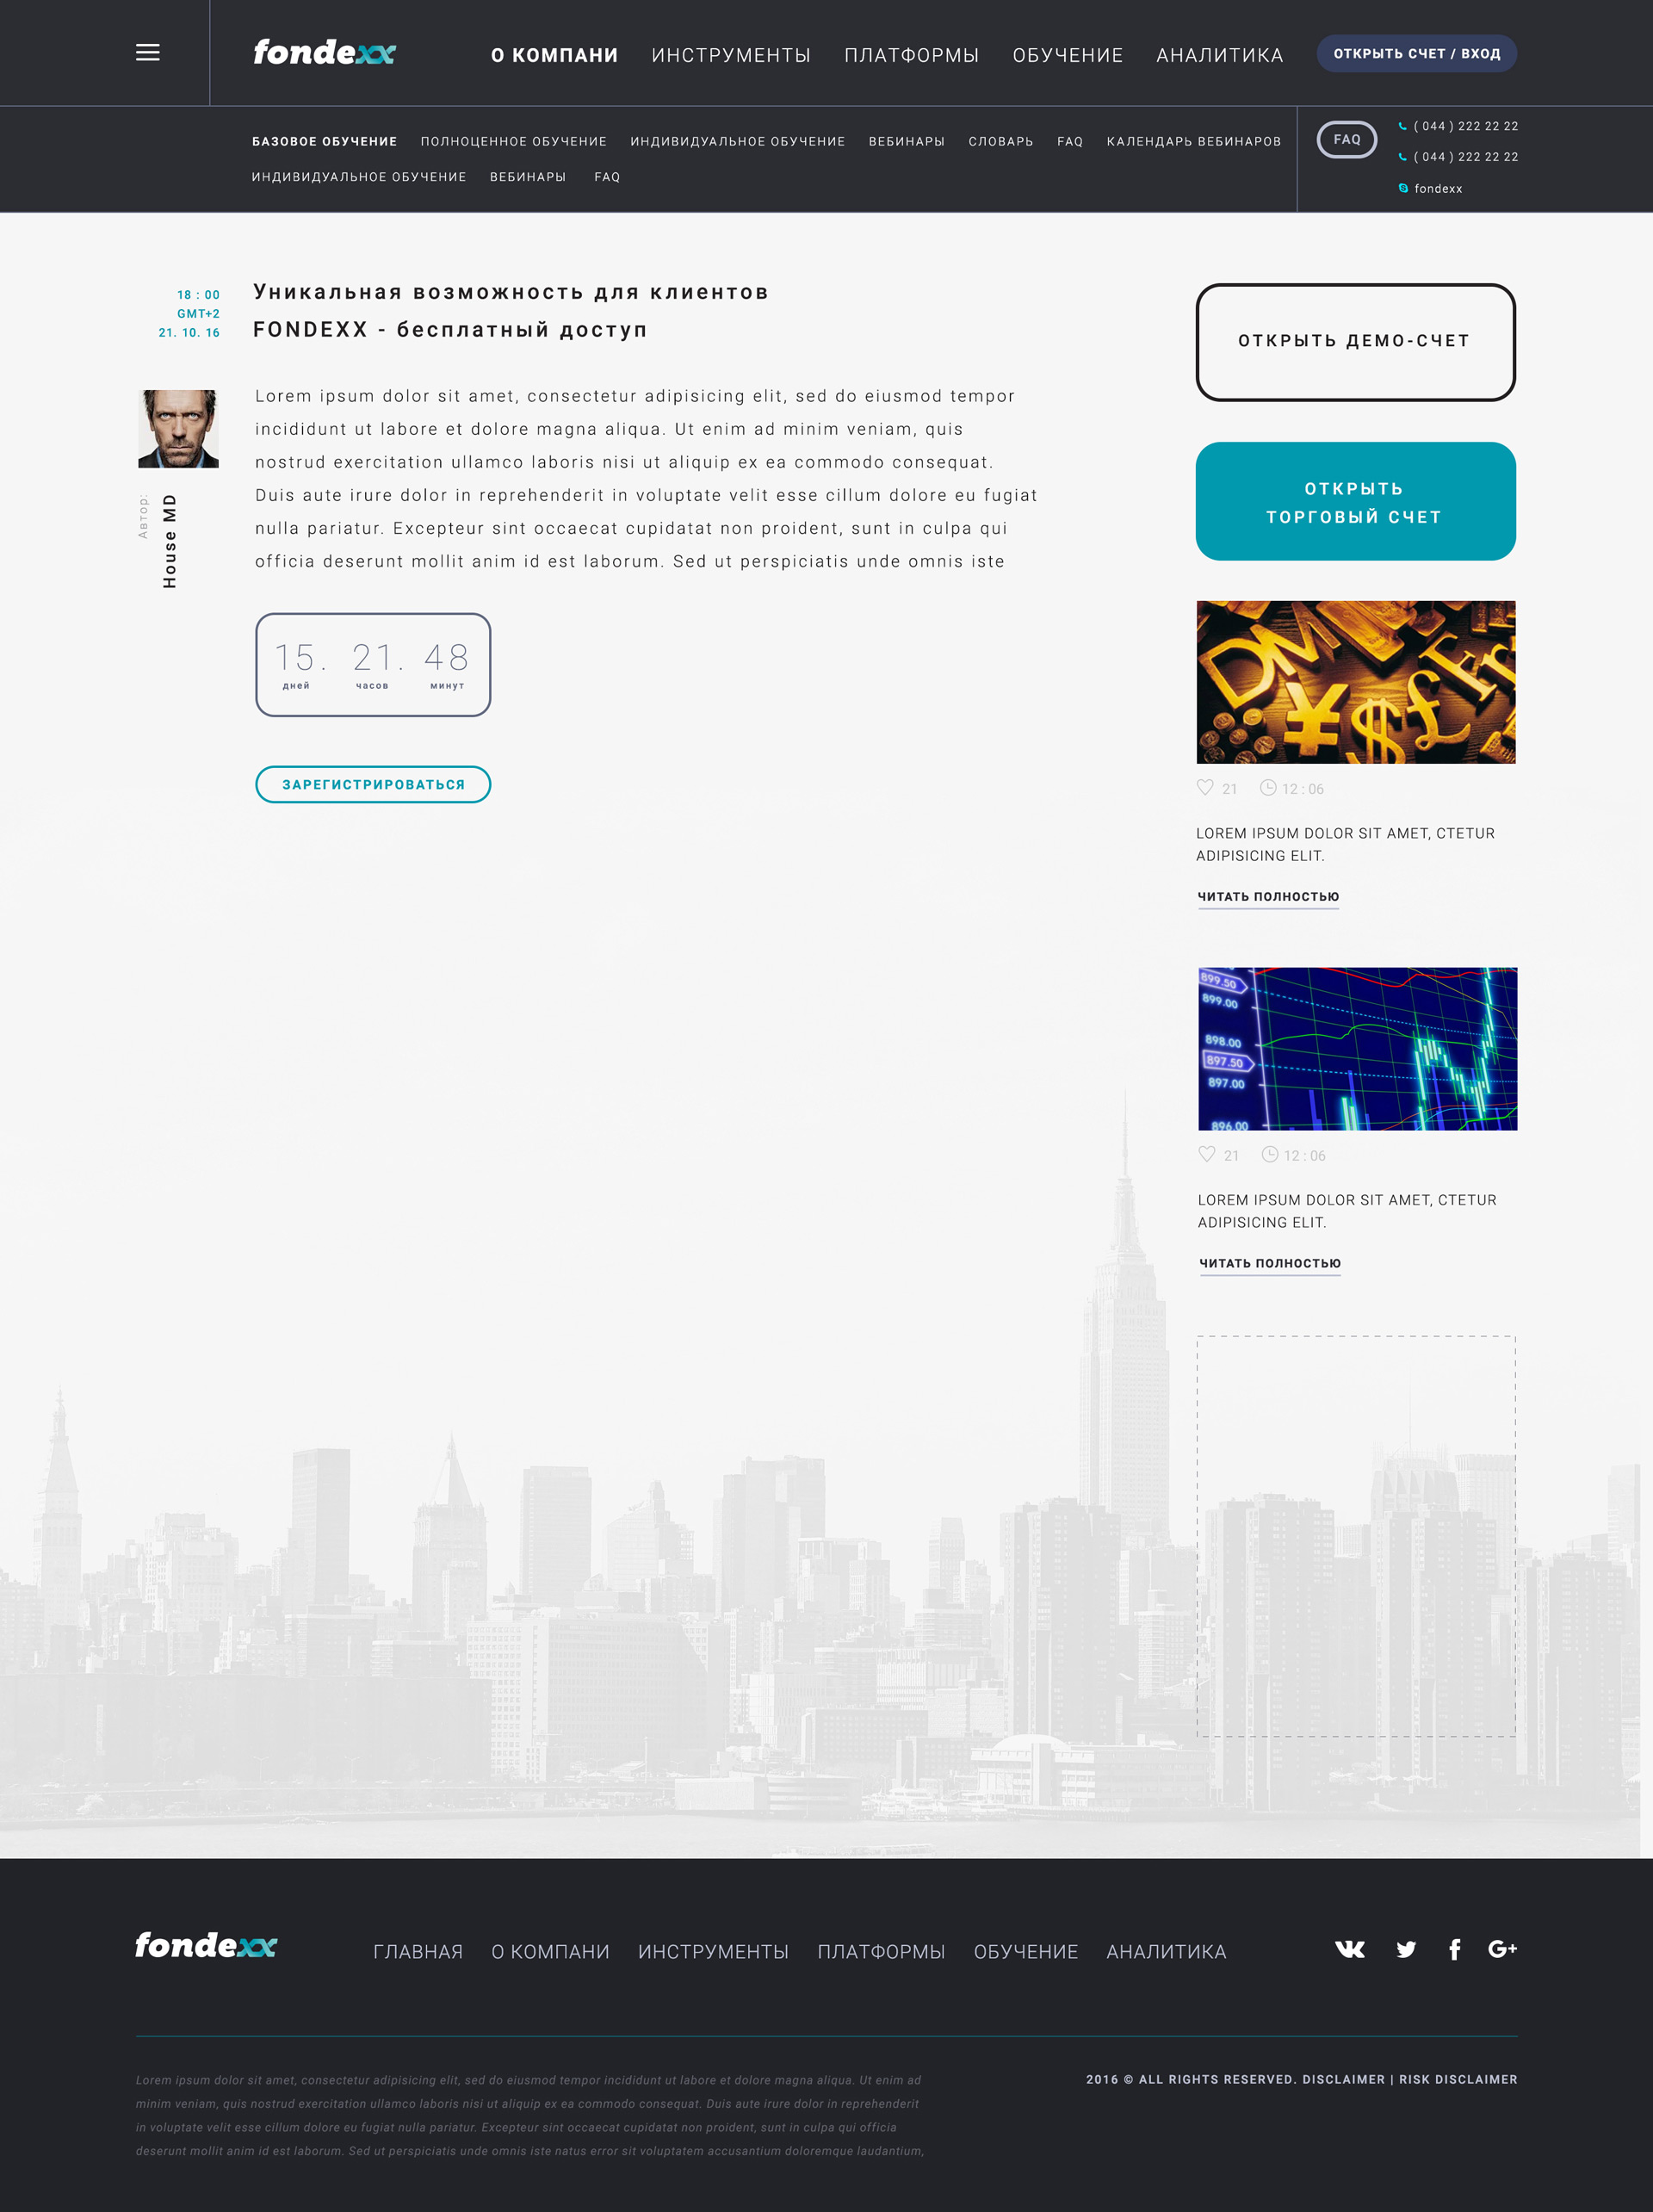 fondexx
О КОМПАНИ ИНСТРУМЕНТЫ ПЛАТФОРМЫ ОБУЧЕНИЕ АНАЛИТИКА
ОТКРЫТЬ СЧЕТ / ВХОД
БАЗОВОЕ ОБУЧЕНИЕ ПОЛНОЦЕННОЕ ОБУЧЕНИЕ ИНДИВИДУАЛЬНОЕ ОБУЧЕНИЕ ВЕБИНАРЫ СЛОВАРЬ FAQ КАЛЕНДАРЬ ВЕБИНАРОВ
ИНДИВИДУАЛЬНОЕ ОБУЧЕНИЕ ВЕБИНАРЫ FAQ
FAQ
( 044 ) 222 22 22
( 044 ) 222 22 22
fondexx
18 : 00
GMT+2
21. 10. 16
Уникальная возможность для клиентов
FONDEXX - бесплатный доступ
Автор:
House MD
Lorem ipsum dolor sit amet, consectetur adipisicing elit, sed do eiusmod tempor
incididunt ut labore et dolore magna aliqua. Ut enim ad minim veniam, quis
nostrud exercitation ullamco laboris nisi ut aliquip ex ea commodo consequat.
Duis aute irure dolor in reprehenderit in voluptate velit esse cillum dolore eu fugiat
nulla pariatur. Excepteur sint occaecat cupidatat non proident, sunt in culpa qui
officia deserunt mollit anim id est laborum. Sed ut perspiciatis unde omnis iste
15. 21. 48
дней часов минут
ЗАРЕГИСТРИРОВАТЬСЯ
ОТКРЫТЬ ДЕМО-СЧЕТ
ОТКРЫТЬ
ТОРГОВЫЙ СЧЕТ
DM Fr
¥ $ £
21 12 : 06
LOREM IPSUM DOLOR SIT AMET, CTETUR
ADIPISICING ELIT.
ЧИТАТЬ ПОЛНОСТЬЮ
899.50
899.00
898.00
897.50
897.00
896.00
21 12 : 06
LOREM IPSUM DOLOR SIT AMET, CTETUR
ADIPISICING ELIT.
ЧИТАТЬ ПОЛНОСТЬЮ
fondexx
ГЛАВНАЯ О КОМПАНИ ИНСТРУМЕНТЫ ПЛАТФОРМЫ ОБУЧЕНИЕ АНАЛИТИКА
Lorem ipsum dolor sit amet, consectetur adipisicing elit, sed do eiusmod tempor incididunt ut labore et dolore magna aliqua. Ut enim ad
minim veniam, quis nostrud exercitation ullamco laboris nisi ut aliquip ex ea commodo consequat. Duis aute irure dolor in reprehenderit
in voluptate velit esse cillum dolore eu fugiat nulla pariatur. Excepteur sint occaecat cupidatat non proident, sunt in culpa qui officia
deserunt mollit anim id est laborum. Sed ut perspiciatis unde omnis iste natus error sit voluptatem accusantium doloremque laudantium,
2016 © ALL RIGHTS RESERVED. DISCLAIMER | RISK DISCLAIMER